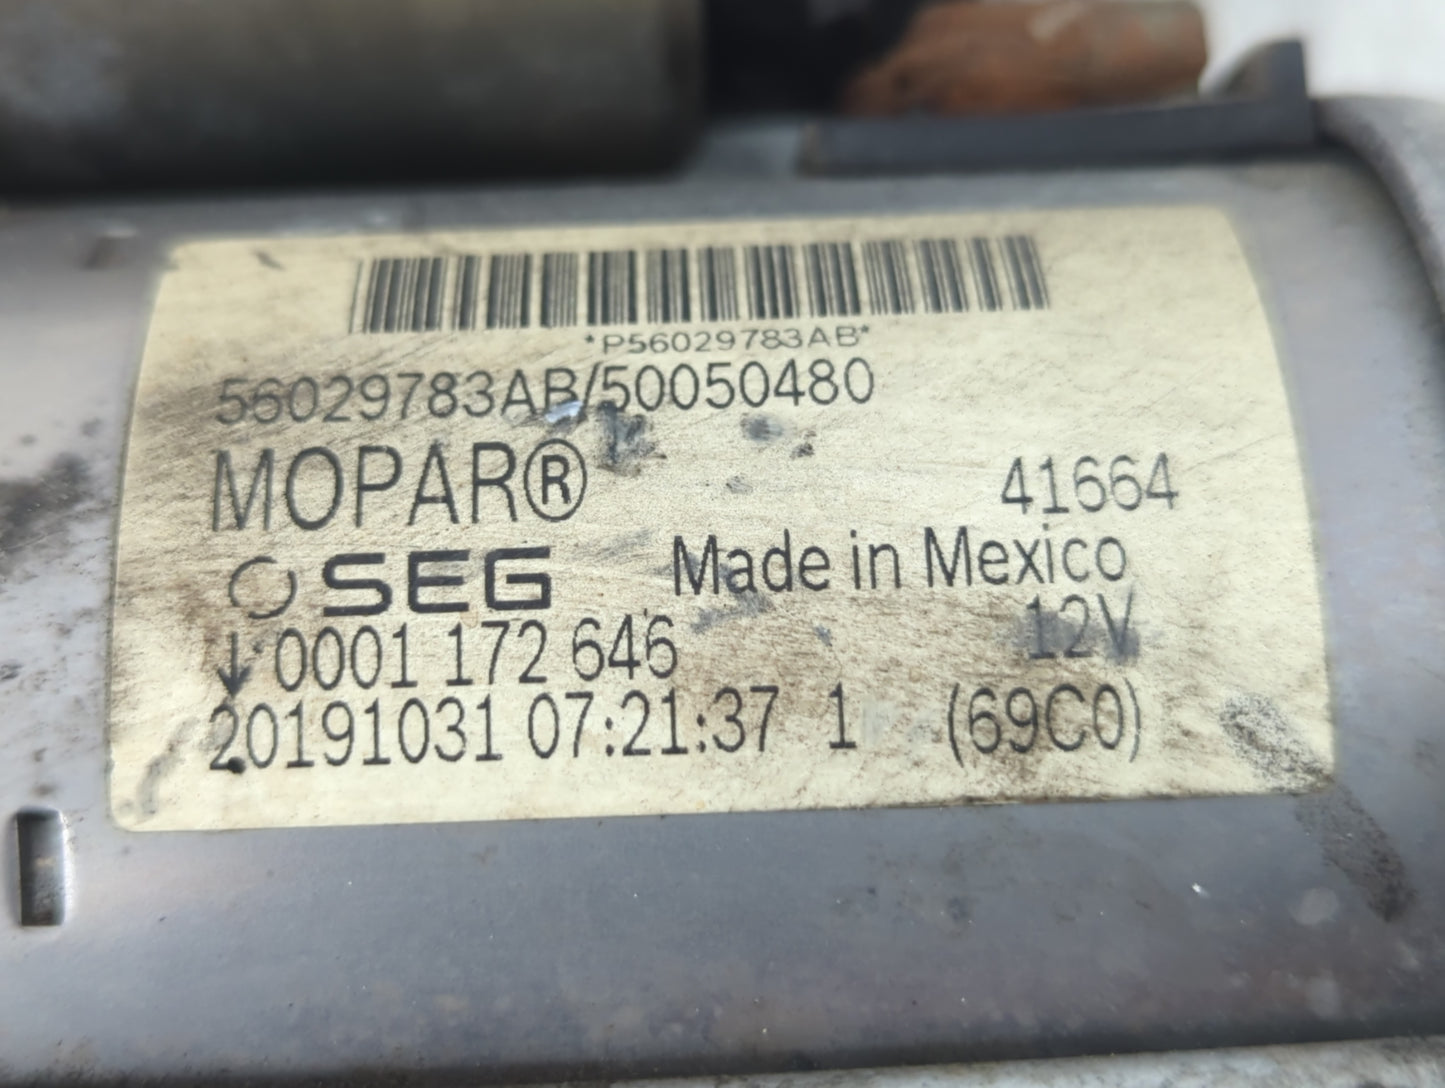 *P56029783AB*
56029783AB/50050480
MOPAR® 41664
SEG Made in Mexico
12V
↓ 0001 172 646
20191031 07:21:37 1 (69C0)